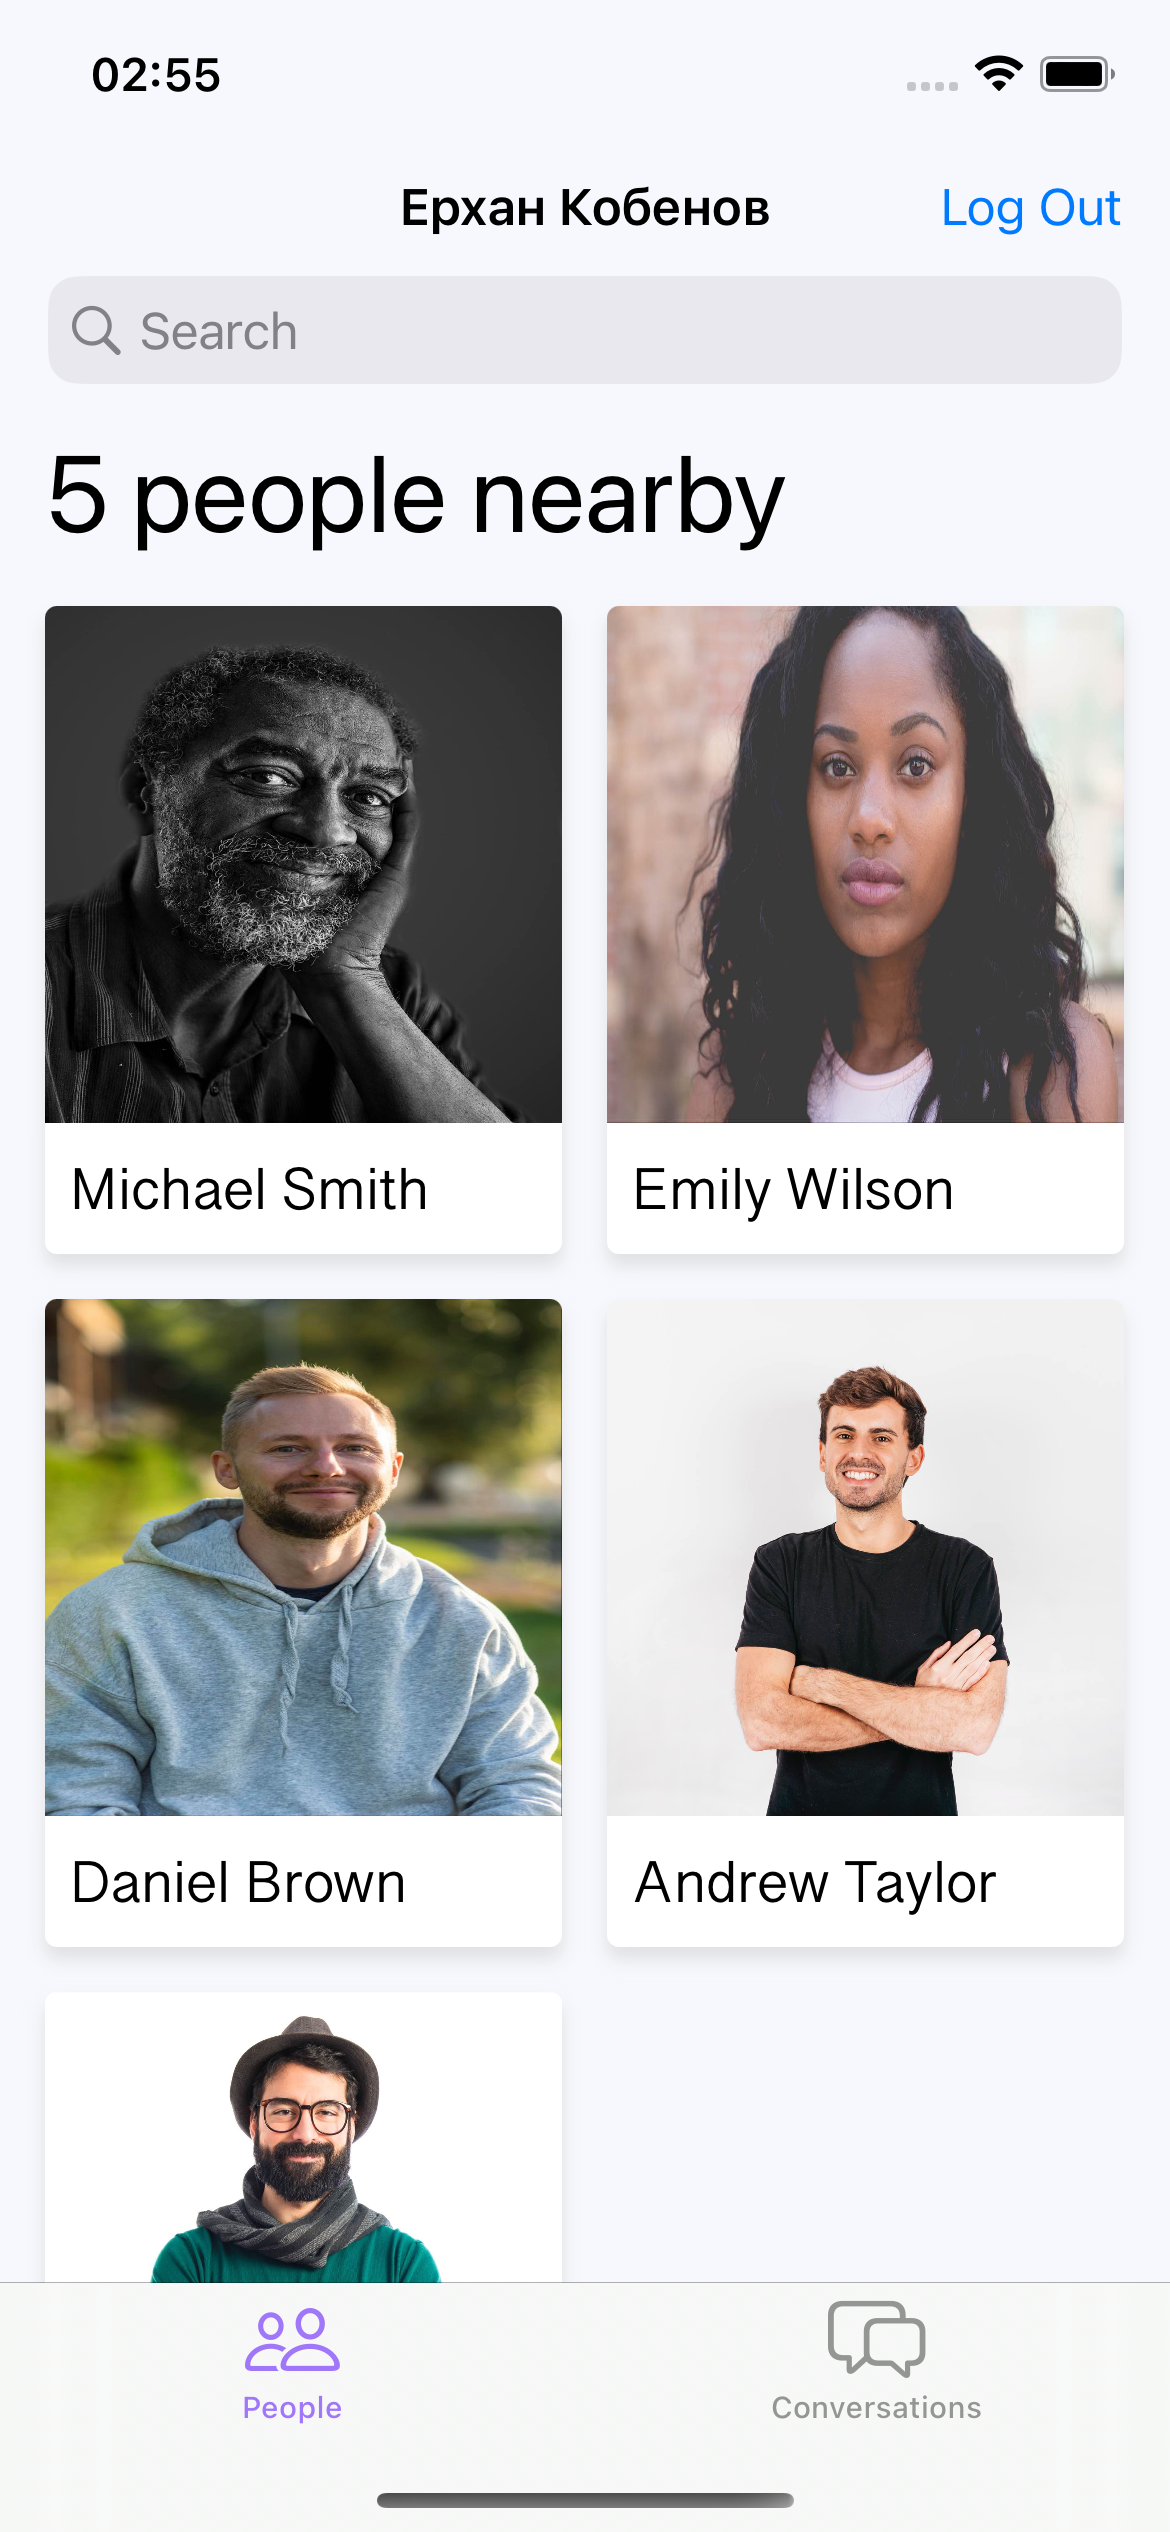 02:55
Ерхан Кобенов
Log Out
Search
5 people nearby
Michael Smith
Emily Wilson
Daniel Brown
Andrew Taylor
People
Conversations